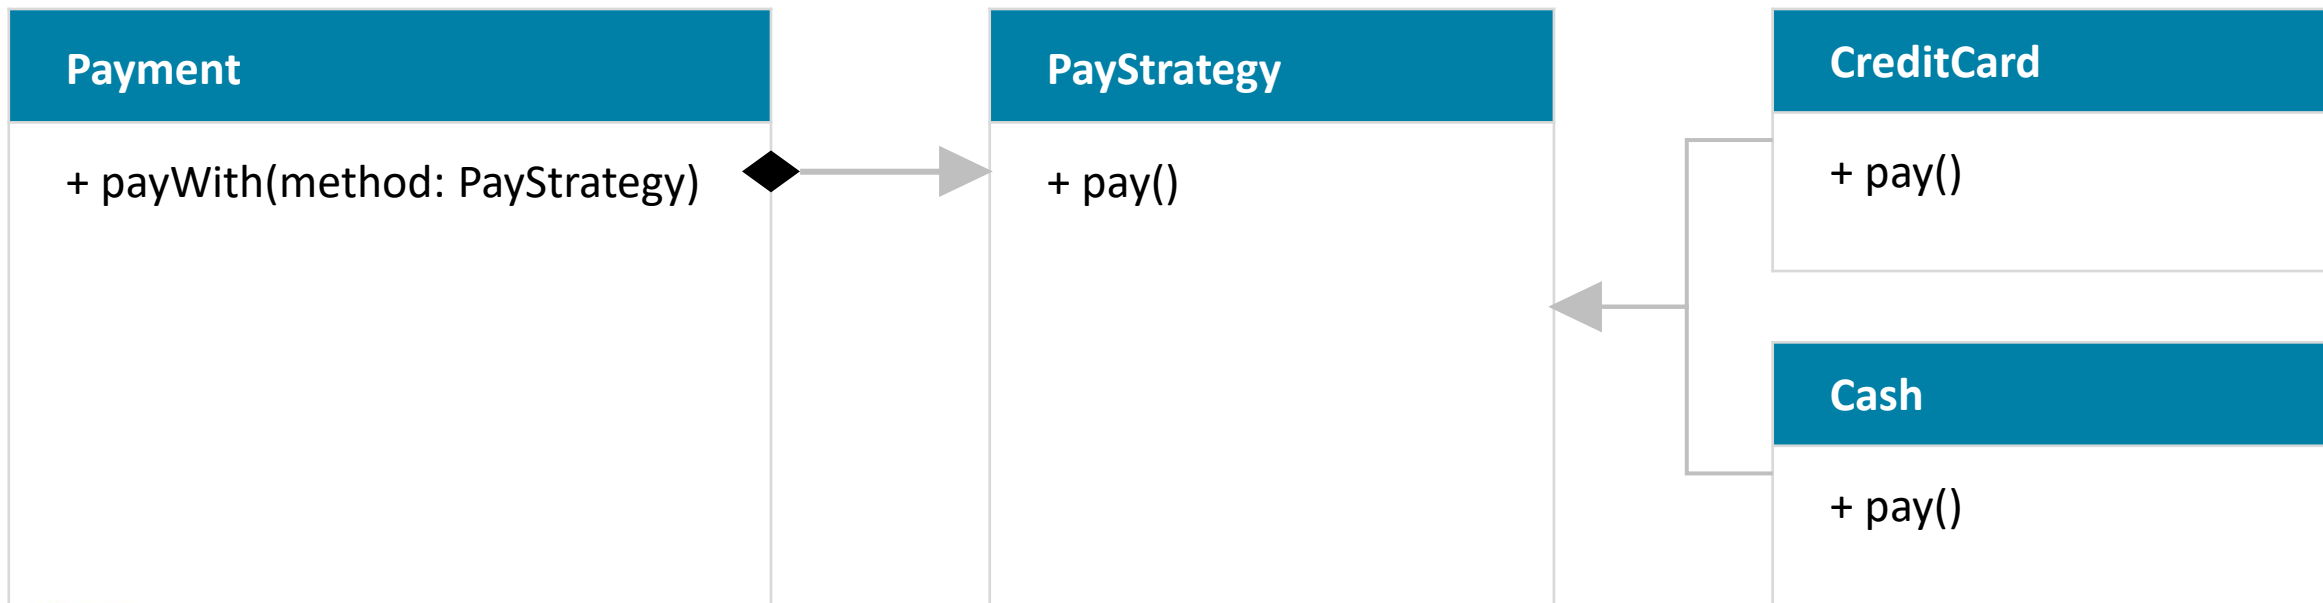 Payment
+ payWith(method: PayStrategy)
PayStrategy
+ pay()
CreditCard
+ pay()
Cash
+ pay()